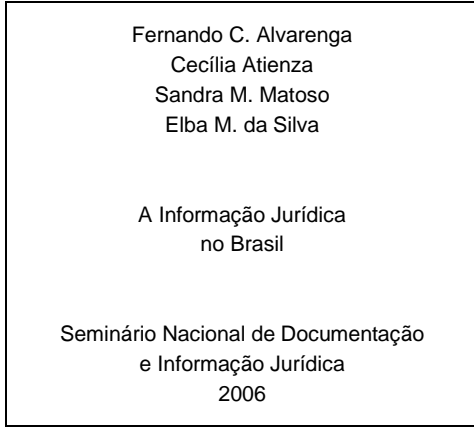 Fernando C. Alvarenga
Cecília Atienza
Sandra M. Matoso
Elba M. da Silva
A Informação Jurídica
no Brasil
Seminário Nacional de Documentação
e Informação Jurídica
2006